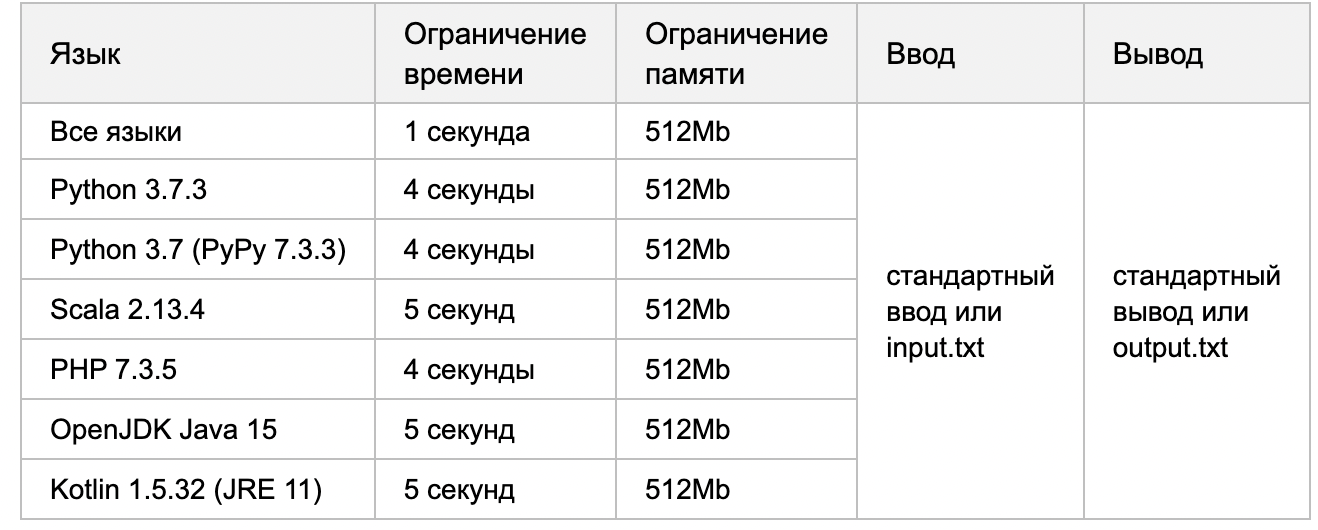 Язык
Ограничение
времени
Ограничение
памяти
Ввод
Вывод
Все языки
1 секунда
512Mb
Python 3.7.3
4 секунды
512Mb
Python 3.7 (PyPy 7.3.3)
4 секунды
512Mb
Scala 2.13.4
5 секунд
512Mb
PHP 7.3.5
4 секунды
512Mb
OpenJDK Java 15
5 секунд
512Mb
Kotlin 1.5.32 (JRE 11)
5 секунд
512Mb
стандартный
ввод или
input.txt
стандартный
вывод или
output.txt